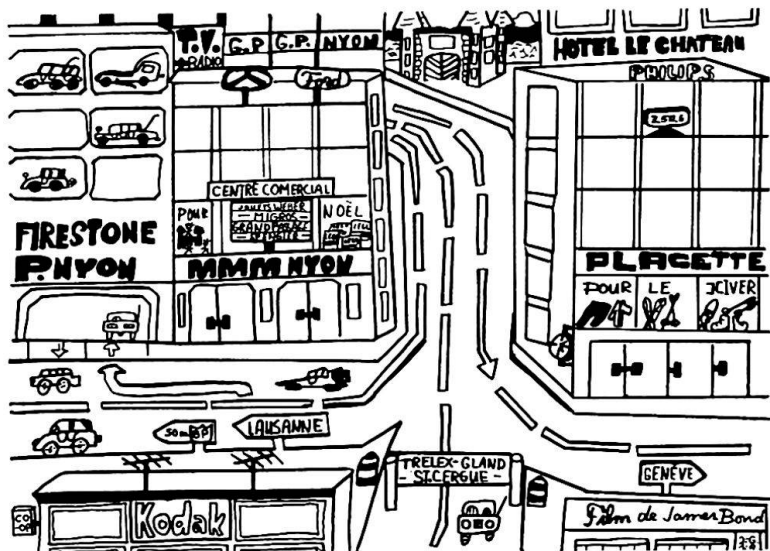 T.V.
RADIO
G.P
G.P.
NYON
HOTEL LE CHATEAU
Ford
PHILIPS
CENTRE COMERCIAL
POUR
MIGROS
NOËL
FIRESTONE
P.NYON
MMM NYON
PLACETTE
POUR LE
50m BP
LAUSANNE
TRELEX-GLAND
- ST.CERGUE -
GENÈVE
Kodak
Film de James Bond